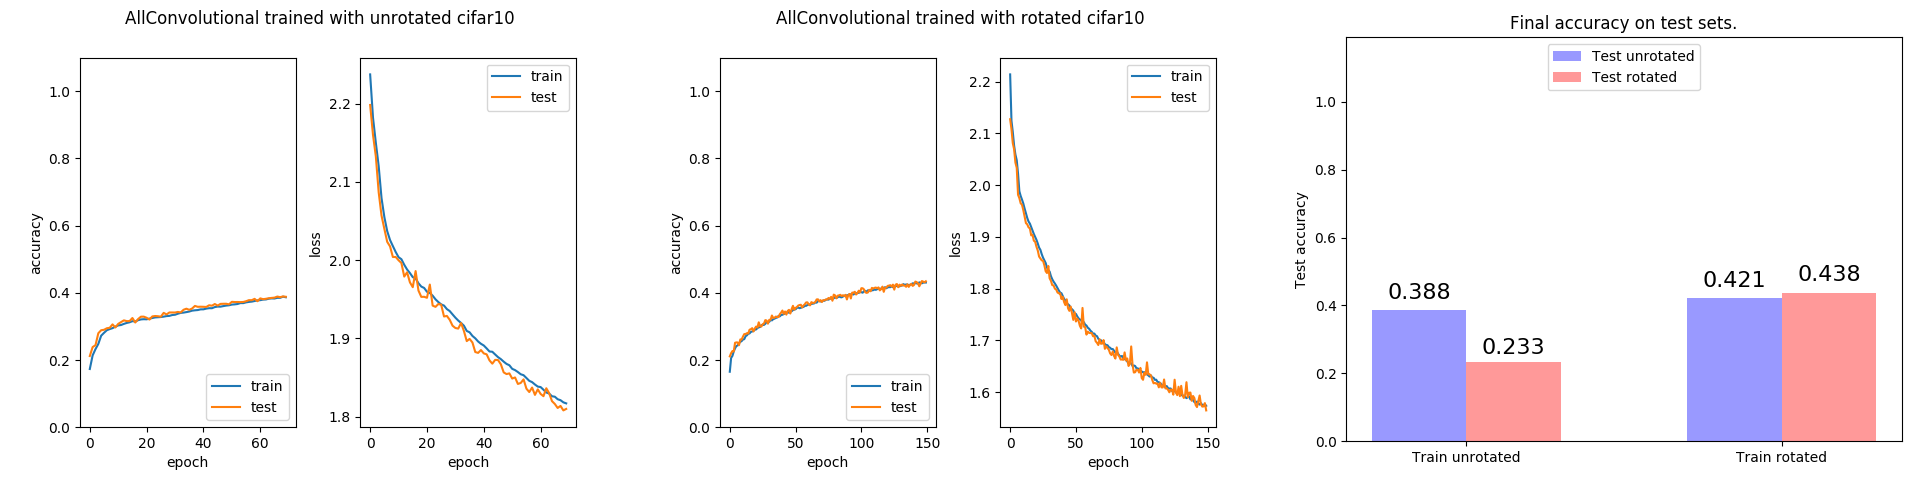 AllConvolutional trained with unrotated cifar10
accuracy
1.0
0.8
0.6
0.4
0.2
0.0
0 20 40 60
epoch
train
test
loss
2.2
2.1
2.0
1.9
1.8
0 20 40 60
epoch
train
test
AllConvolutional trained with rotated cifar10
accuracy
1.0
0.8
0.6
0.4
0.2
0.0
0 50 100 150
epoch
train
test
loss
2.2
2.1
2.0
1.9
1.8
1.7
1.6
0 50 100 150
epoch
train
test
Final accuracy on test sets.
Test unrotated
Test rotated
Test accuracy
1.0
0.8
0.6
0.4
0.2
0.0
0.388
0.233
0.421
0.438
Train unrotated
Train rotated